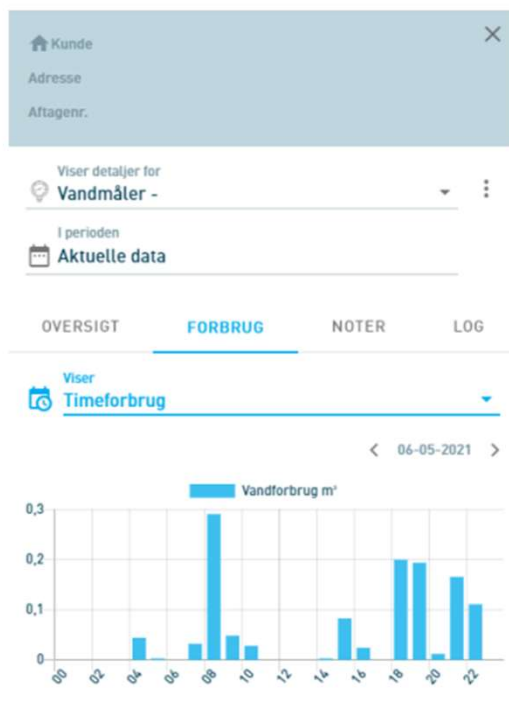 Kunde
Adresse
Aftagenr.
Viser detaljer for
Vandmåler -
I perioden
Aktuelle data
OVERSIGT FORBRUG NOTER LOG
Viser
Timeforbrug
< 06-05-2021 >
Vandforbrug m³
0,3
0,2
0,1
0
00 02 04 06 08 10 12 14 16 18 20 22